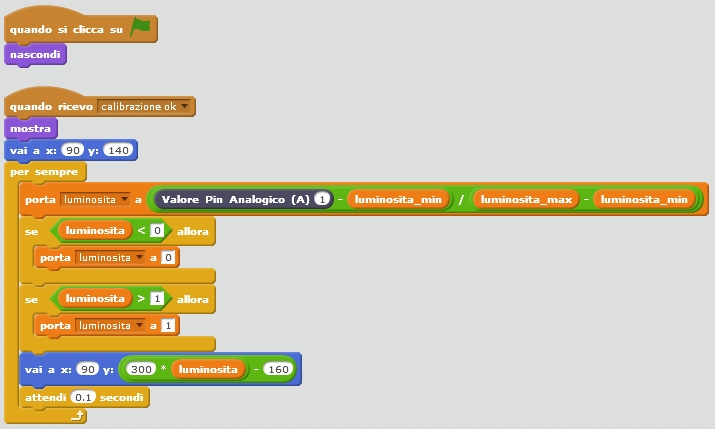 quando si clicca su
nascondi
quando ricevo calibrazione ok
mostra
vai a x: 90 y: 140
per sempre
porta luminosita a Valore Pin Analogico (A) 1 - luminosita_min / luminosita_max - luminosita_min
se luminosita < 0 allora
porta luminosita a 0
se luminosita > 1 allora
porta luminosita a 1
vai a x: 90 y: 300 * luminosita - 160
attendi 0.1 secondi